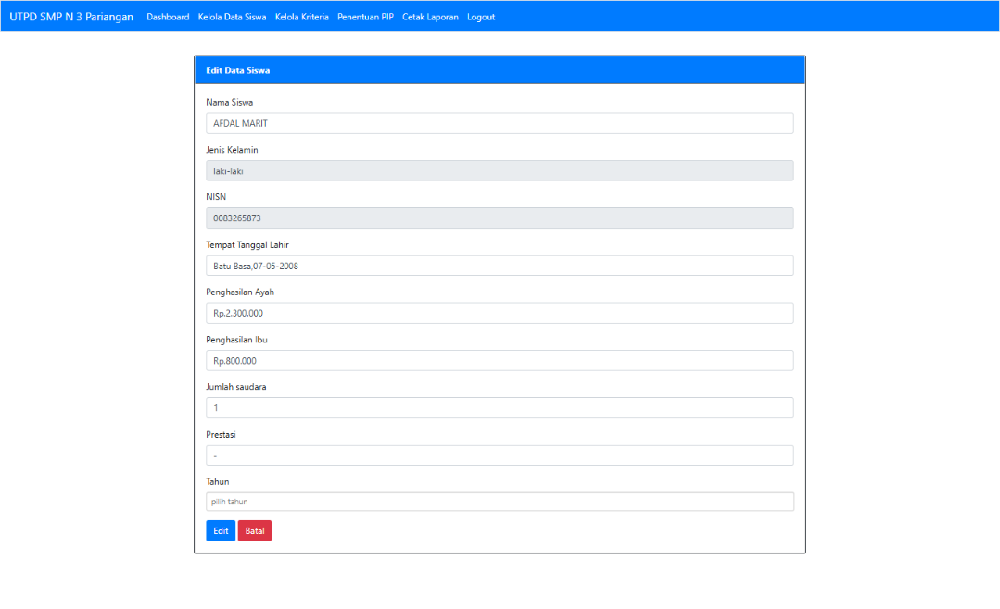 UTPD SMP N 3 Pariangan Dashboard Kelola Data Siswa Kelola Kriteria Penentuan PIP Cetak Laporan Logout
Edit Data Siswa
Nama Siswa
AFDAL MARIT
Jenis Kelamin
laki-laki
NISN
0083265873
Tempat Tanggal Lahir
Batu Basa,07-05-2008
Penghasilan Ayah
Rp.2.300.000
Penghasilan Ibu
Rp.800.000
Jumlah saudara
1
Prestasi
-
Tahun
pilih tahun
Edit Batal